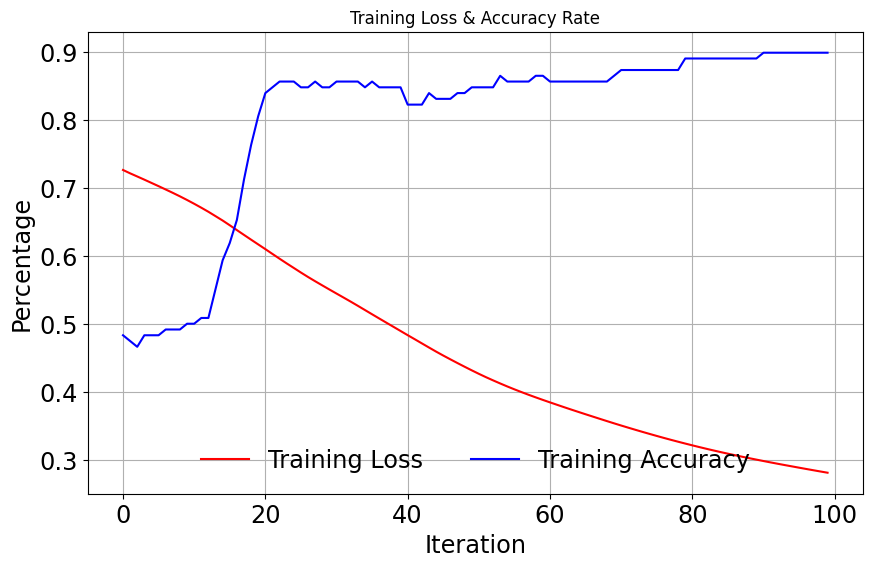 Training Loss & Accuracy Rate
0.9
0.8
0.7
0.6
0.5
0.4
0.3
Percentage
Training Loss Training Accuracy
0 20 40 60 80 100
Iteration